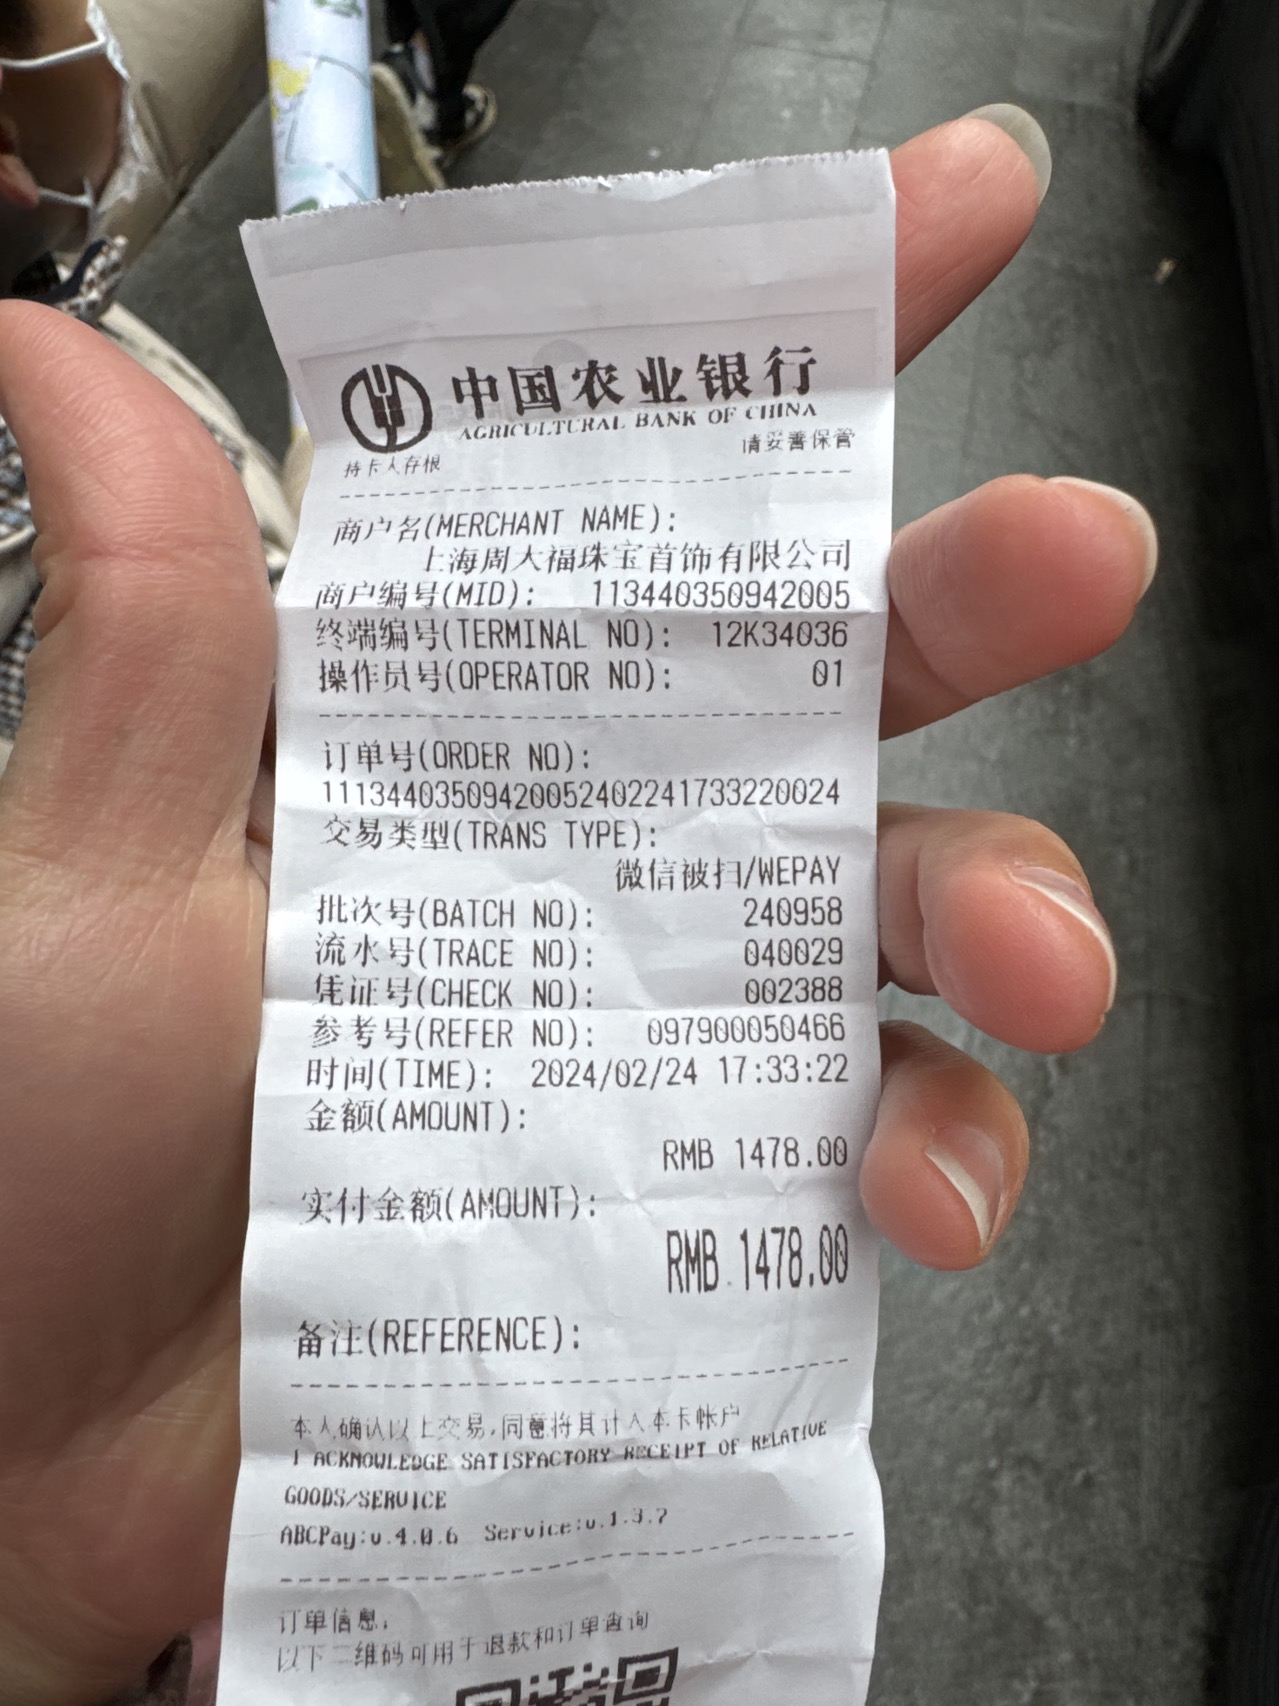 中国农业银行
AGRICULTURAL BANK OF CHINA
持卡人存根 请妥善保管
商户名(MERCHANT NAME):
上海周大福珠宝首饰有限公司
商户编号(MID): 113440350942005
终端编号(TERMINAL NO): 12K34036
操作员号(OPERATOR NO): 01
订单号(ORDER NO):
11134403509420052402241733220024
交易类型(TRANS TYPE):
微信被扫/WEPAY
批次号(BATCH NO): 240958
流水号(TRACE NO): 040029
凭证号(CHECK NO): 002388
参考号(REFER NO): 097900050466
时间(TIME): 2024/02/24 17:33:22
金额(AMOUNT):
RMB 1478.00
实付金额(AMOUNT):
RMB 1478.00
备注(REFERENCE):
本人确认以上交易,同意将其计入本卡帐户
I ACKNOWLEDGE SATISFACTORY RECEIPT OF RELATIVE
GOODS/SERVICE
ABCPay:v.4.0.6 Service:v.1.3.7
订单信息:
以下二维码可用于退款和订单查询